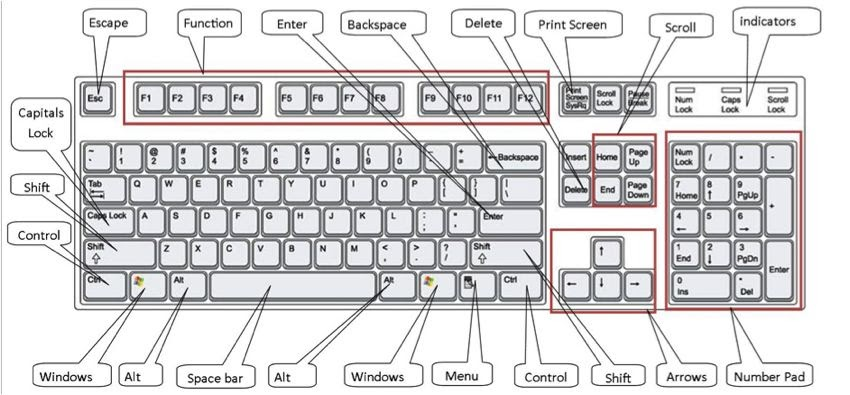 Escape
Function
Enter
Backspace
Delete
Print Screen
Scroll
indicators
Capitals
Lock
Shift
Control
Esc
F1 F2 F3 F4
F5 F6 F7 F8
F9 F10 F11 F12
Print
Screen
SysRq
Scroll
Lock
Pause
Break
Num
Lock
Caps
Lock
Scroll
Lock
~ ! @ # $ % ^ & * ( ) _ +
` 1 2 3 4 5 6 7 8 9 0 - = ←Backspace
Tab Q W E R T Y U I O P { } |
[ ] \
Caps Lock A S D F G H J K L : " Enter
; '
Shift Z X C V B N M < > ? Shift
⇧ , . / ⇧
Ctrl Alt Alt Ctrl
Insert Home Page
Up
Delete End Page
Down
↑
← ↓ →
Num
Lock / * -
7 8 9 +
Home ↑ PgUp
4 5 6
← →
1 2 3 Enter
End ↓ PgDn
0 .
Ins Del
Windows
Alt
Space bar
Alt
Windows
Menu
Control
Shift
Arrows
Number Pad